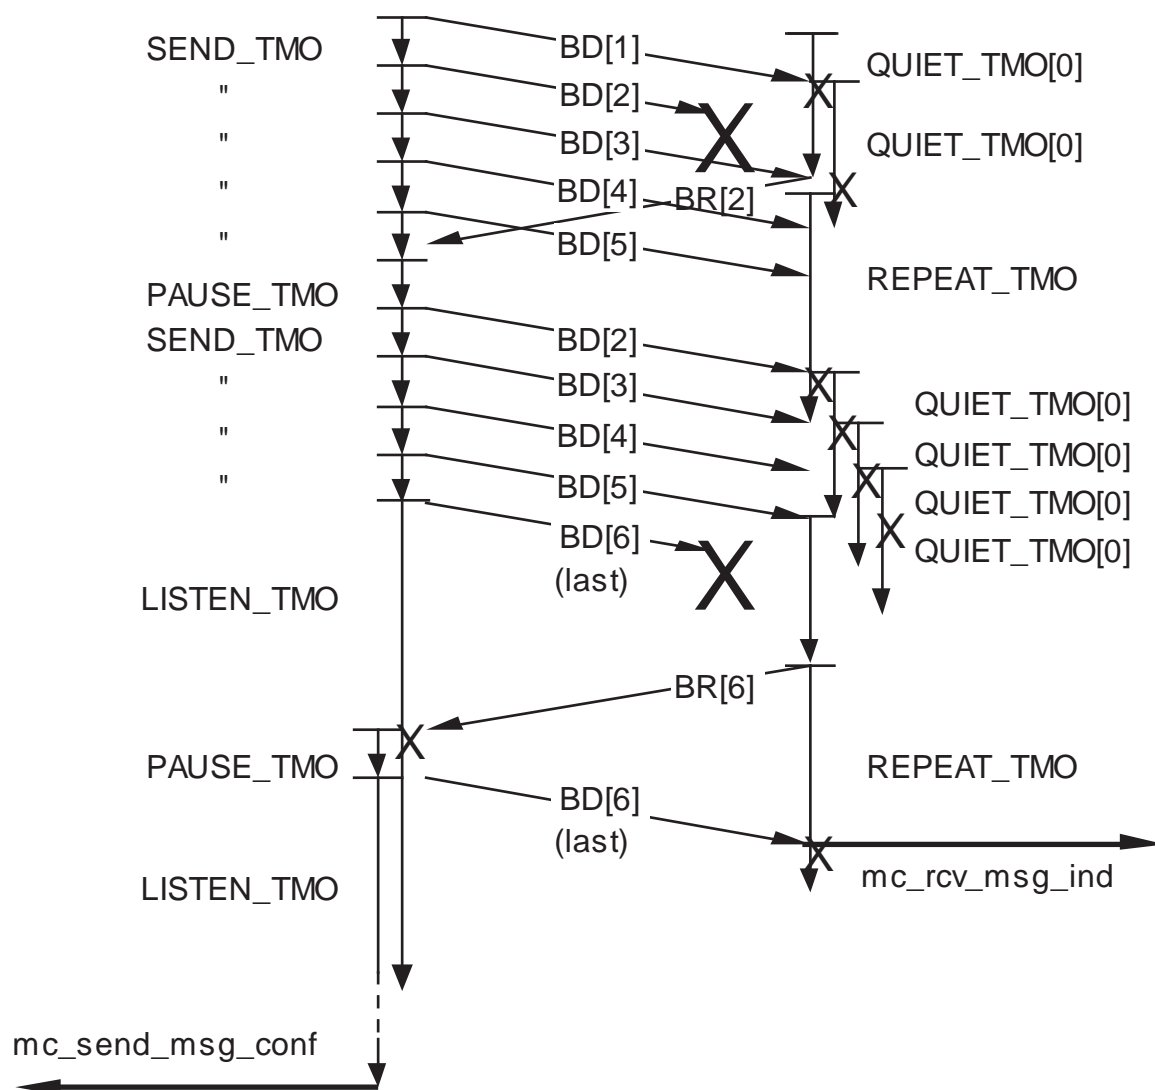 SEND_TMO
BD[1]
QUIET_TMO[0]
"
BD[2]
"
BD[3]
QUIET_TMO[0]
"
BD[4]
BR[2]
"
BD[5]
PAUSE_TMO
REPEAT_TMO
SEND_TMO
BD[2]
"
BD[3]
QUIET_TMO[0]
"
BD[4]
QUIET_TMO[0]
"
BD[5]
QUIET_TMO[0]
BD[6]
QUIET_TMO[0]
(last)
LISTEN_TMO
BR[6]
PAUSE_TMO
REPEAT_TMO
BD[6]
(last)
LISTEN_TMO
mc_rcv_msg_ind
mc_send_msg_conf